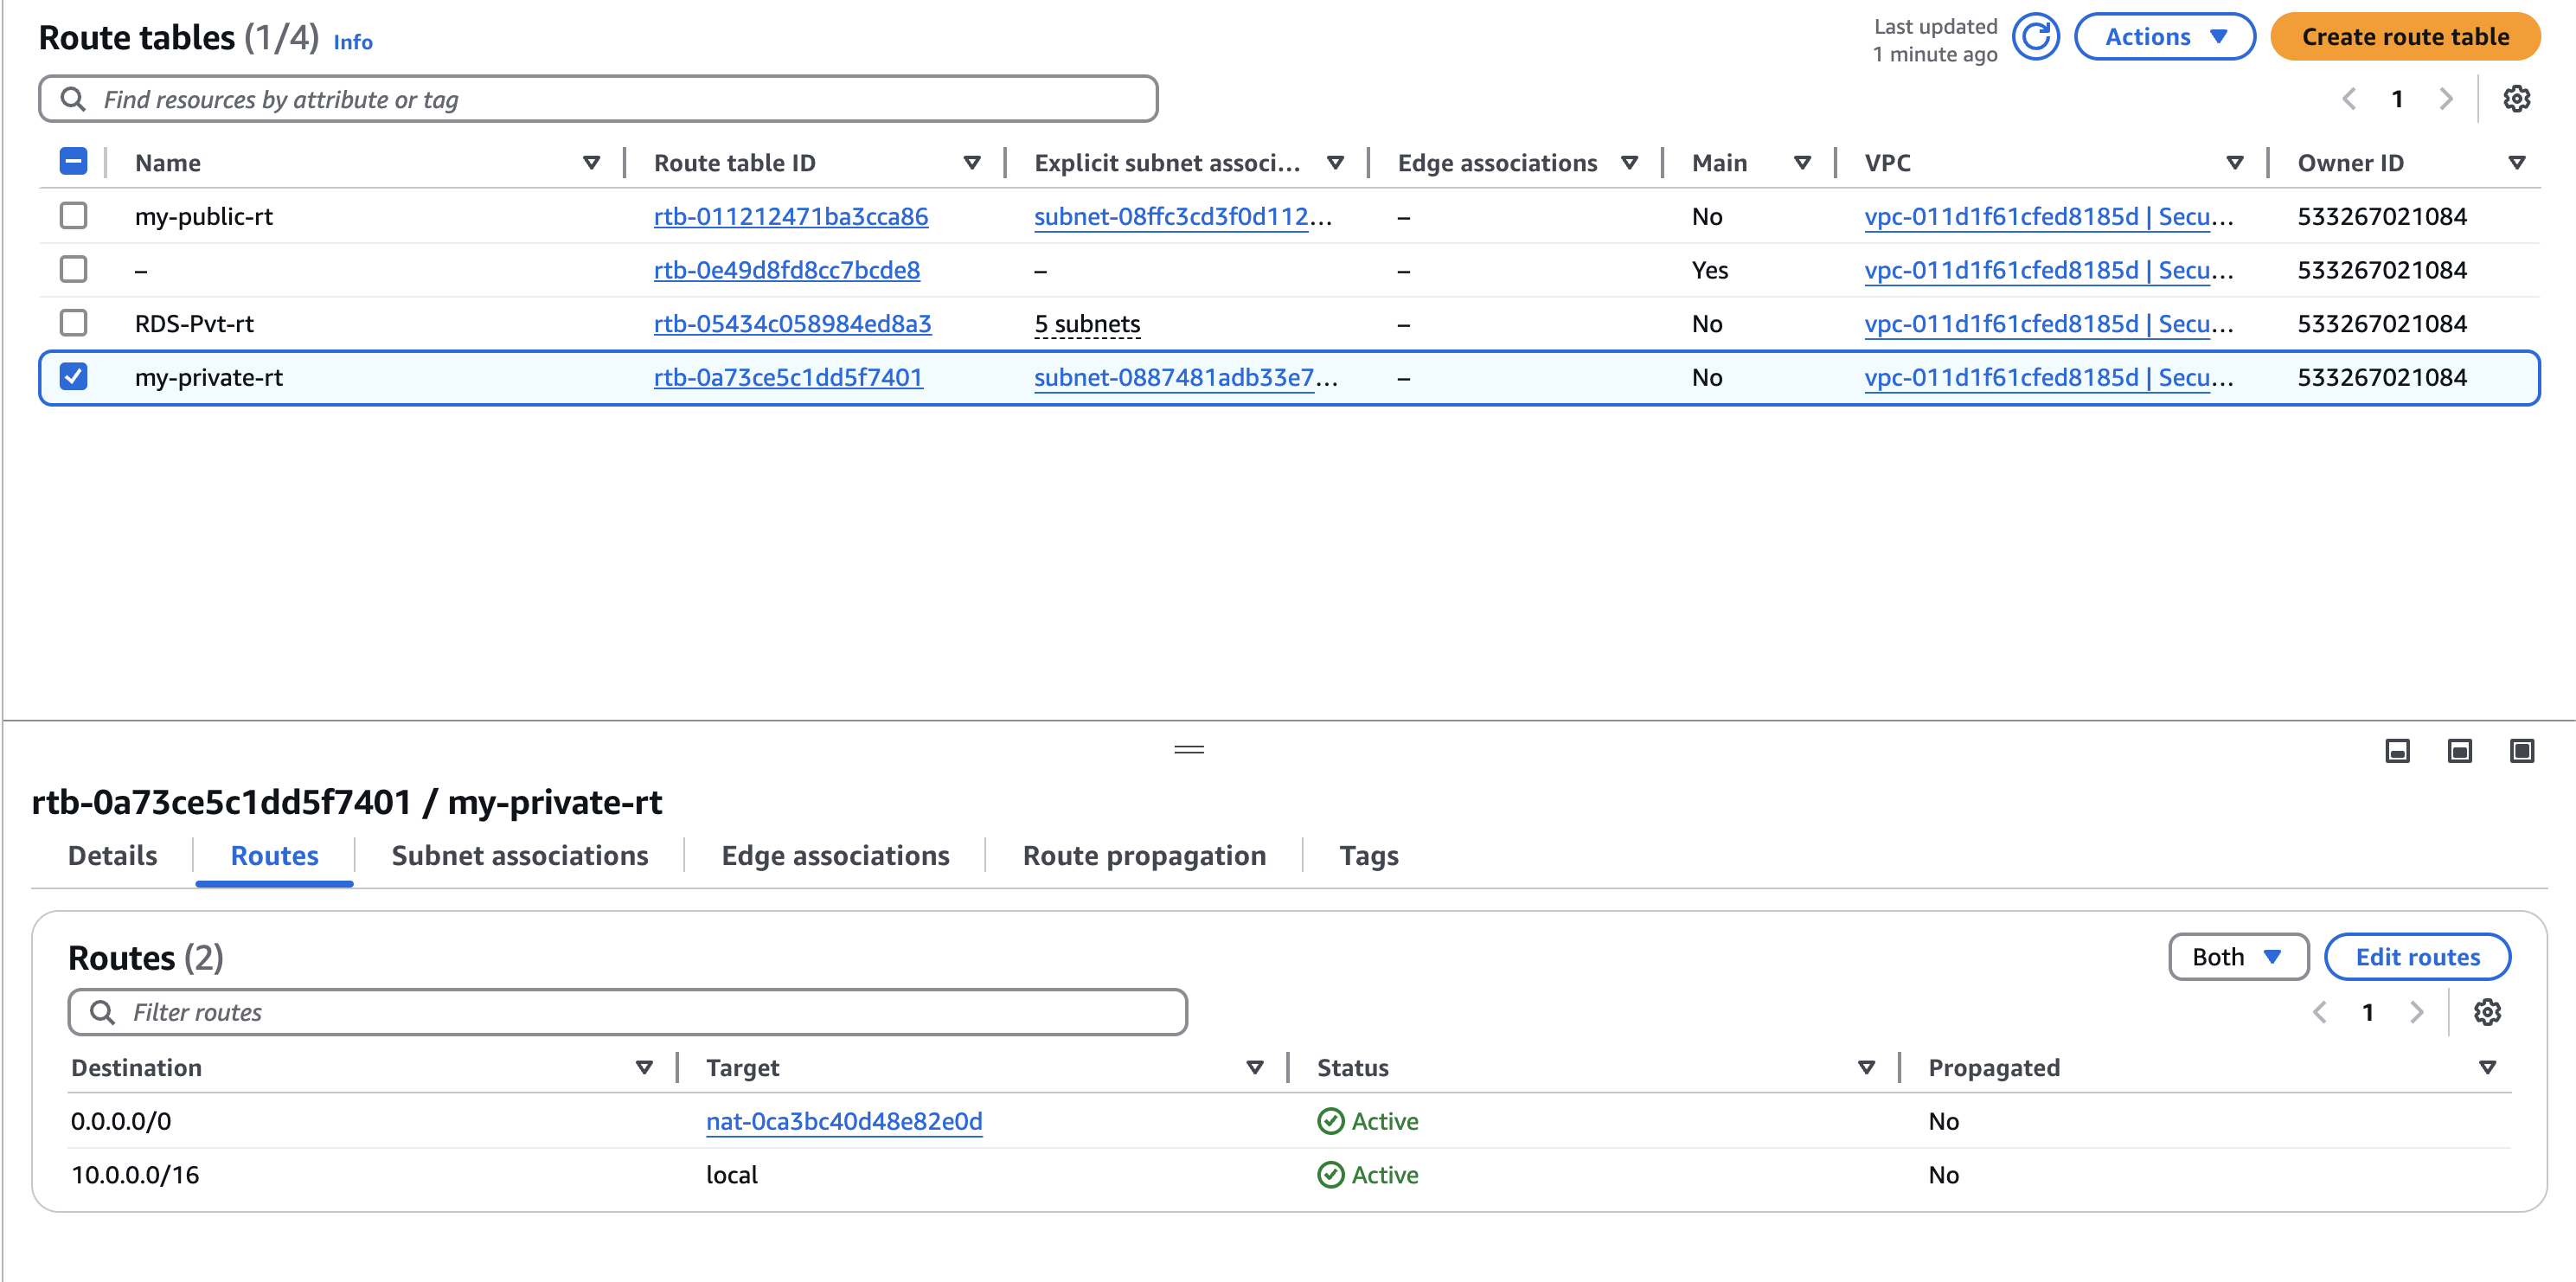 Route tables (1/4) Info
Last updated
1 minute ago
Actions
Create route table
Find resources by attribute or tag
1
Name Route table ID Explicit subnet associ... Edge associations Main VPC Owner ID
my-public-rt rtb-011212471ba3cca86 subnet-08ffc3cd3f0d112... – No vpc-011d1f61cfed8185d | Secu... 533267021084
– rtb-0e49d8fd8cc7bcde8 – – Yes vpc-011d1f61cfed8185d | Secu... 533267021084
RDS-Pvt-rt rtb-05434c058984ed8a3 5 subnets – No vpc-011d1f61cfed8185d | Secu... 533267021084
my-private-rt rtb-0a73ce5c1dd5f7401 subnet-0887481adb33e7... – No vpc-011d1f61cfed8185d | Secu... 533267021084
rtb-0a73ce5c1dd5f7401 / my-private-rt
Details Routes Subnet associations Edge associations Route propagation Tags
Routes (2)
Both
Edit routes
Filter routes
1
Destination Target Status Propagated
0.0.0.0/0 nat-0ca3bc40d48e82e0d Active No
10.0.0.0/16 local Active No